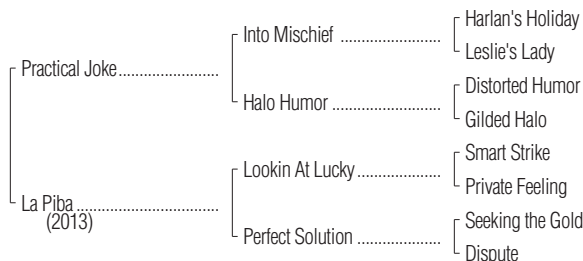 Harlan's Holiday
Into Mischief ....................
Leslie's Lady
Practical Joke....................
Distorted Humor
Halo Humor ....................
Gilded Halo
Smart Strike
Lookin At Lucky ................
Private Feeling
La Piba............................
(2013)
Seeking the Gold
Perfect Solution ................
Dispute